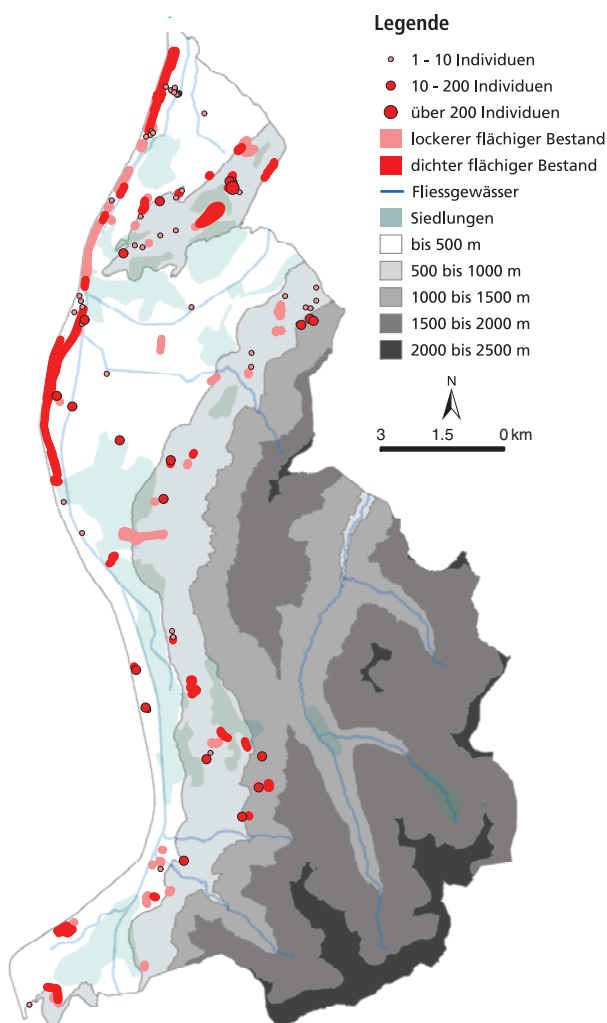 Legende
1 - 10 Individuen
10 - 200 Individuen
über 200 Individuen
lockerer flächiger Bestand
dichter flächiger Bestand
Fliessgewässer
Siedlungen
bis 500 m
500 bis 1000 m
1000 bis 1500 m
1500 bis 2000 m
2000 bis 2500 m
N
3 1.5 0 km